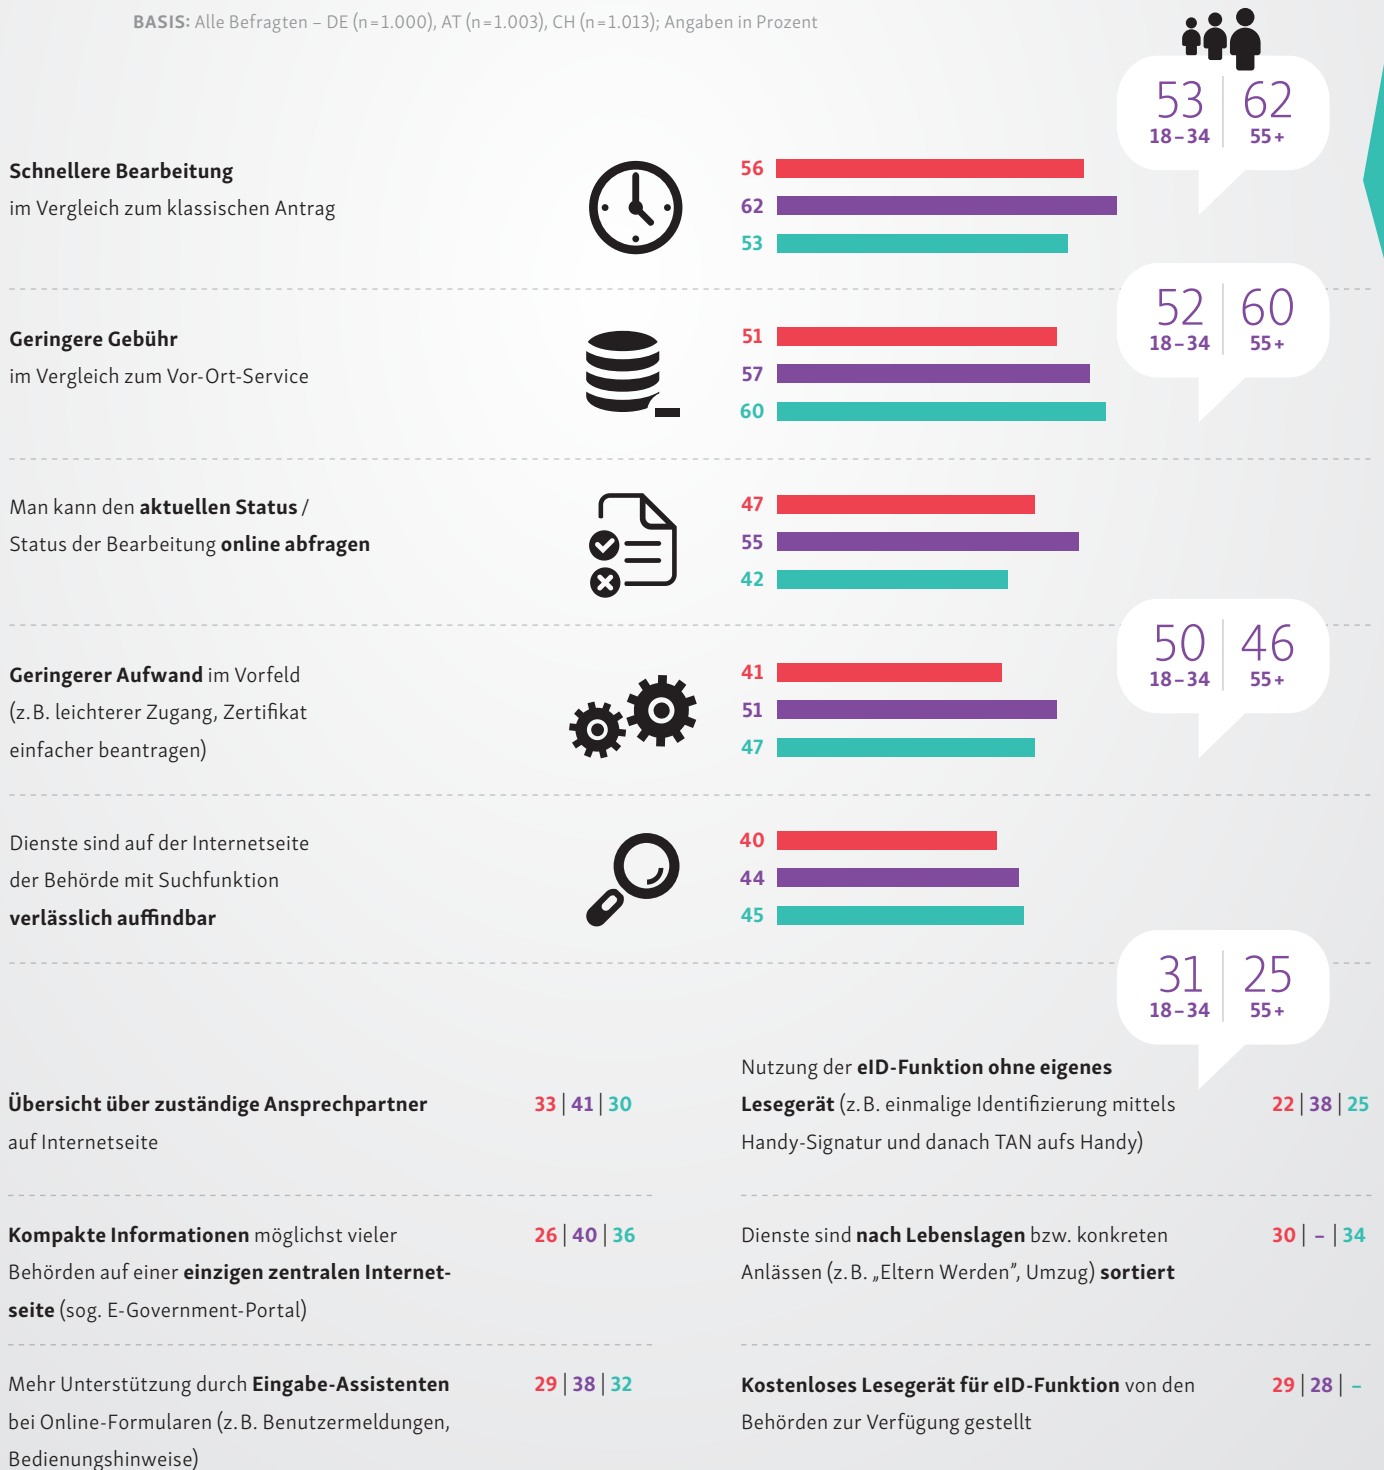 BASIS: Alle Befragten – DE (n=1.000), AT (n=1.003), CH (n=1.013); Angaben in Prozent
53 | 62
18–34 55+
Schnellere Bearbeitung
im Vergleich zum klassischen Antrag
56
62
53
52 | 60
18–34 55+
Geringere Gebühr
im Vergleich zum Vor-Ort-Service
51
57
60
Man kann den aktuellen Status /
Status der Bearbeitung online abfragen
47
55
42
50 | 46
18–34 55+
Geringerer Aufwand im Vorfeld
(z.B. leichterer Zugang, Zertifikat
einfacher beantragen)
41
51
47
Dienste sind auf der Internetseite
der Behörde mit Suchfunktion
verlässlich auffindbar
40
44
45
31 | 25
18–34 55+
Übersicht über zuständige Ansprechpartner
auf Internetseite
33 | 41 | 30
Nutzung der eID-Funktion ohne eigenes
Lesegerät (z.B. einmalige Identifizierung mittels
Handy-Signatur und danach TAN aufs Handy)
22 | 38 | 25
Kompakte Informationen möglichst vieler
Behörden auf einer einzigen zentralen Internet-
seite (sog. E-Government-Portal)
26 | 40 | 36
Dienste sind nach Lebenslagen bzw. konkreten
Anlässen (z.B. „Eltern Werden”, Umzug) sortiert
30 | – | 34
Mehr Unterstützung durch Eingabe-Assistenten
bei Online-Formularen (z.B. Benutzermeldungen,
Bedienungshinweise)
29 | 38 | 32
Kostenloses Lesegerät für eID-Funktion von den
Behörden zur Verfügung gestellt
29 | 28 | –